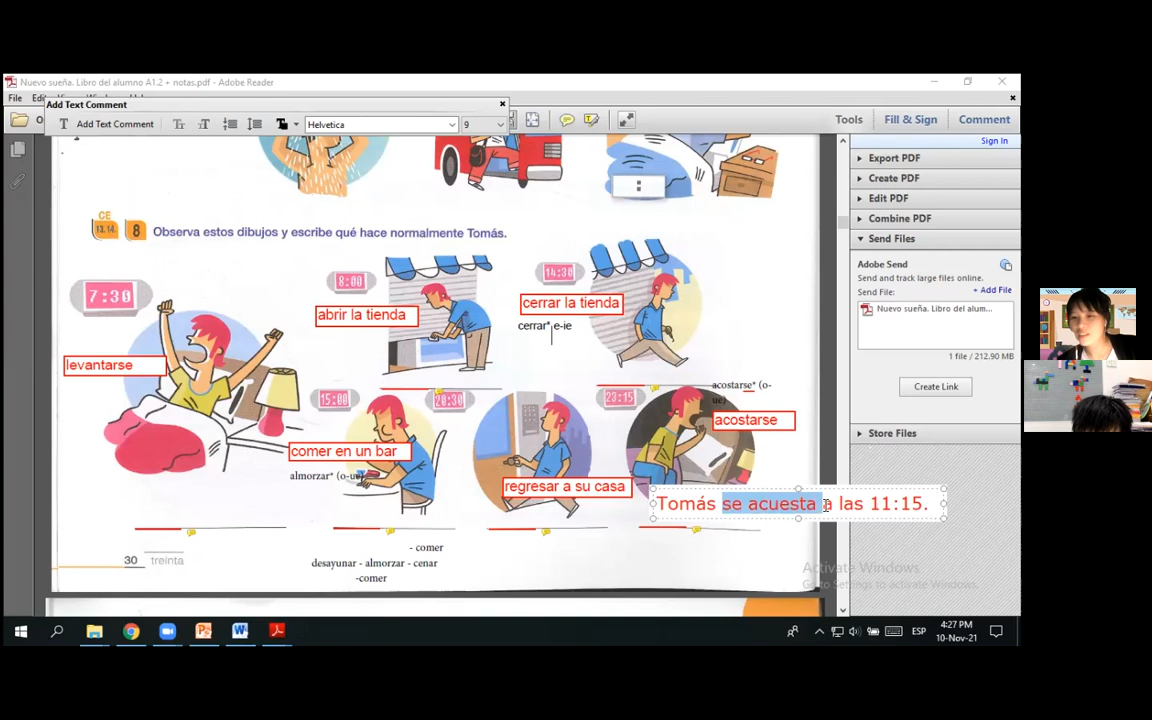 Nuevo sueña. Libro del alumno A1.2 + notas.pdf - Adobe Reader
File
Add Text Comment
Add Text Comment
Helvetica
9
Tools
Fill & Sign
Comment
Sign In
Export PDF
Create PDF
Edit PDF
Combine PDF
Send Files
Adobe Send
Send and track large files online.
Send File:
+ Add File
Nuevo sueña. Libro del alum...
1 file / 212.90 MB
Create Link
Store Files
CE
13, 14
8 Observa estos dibujos y escribe qué hace normalmente Tomás.
7:30
8:00
14:30
abrir la tienda
cerrar la tienda
cerrar* e-ie
levantarse
15:00
20:30
23:15
acostarse* (o-
ue)
acostarse
comer en un bar
almorzar* (o-ue)
regresar a su casa
Tomás se acuesta a las 11:15.
- comer
desayunar - almorzar - cenar
-comer
30 treinta
Activate Windows
Go to Settings to activate Windows.
ESP
4:27 PM
10-Nov-21